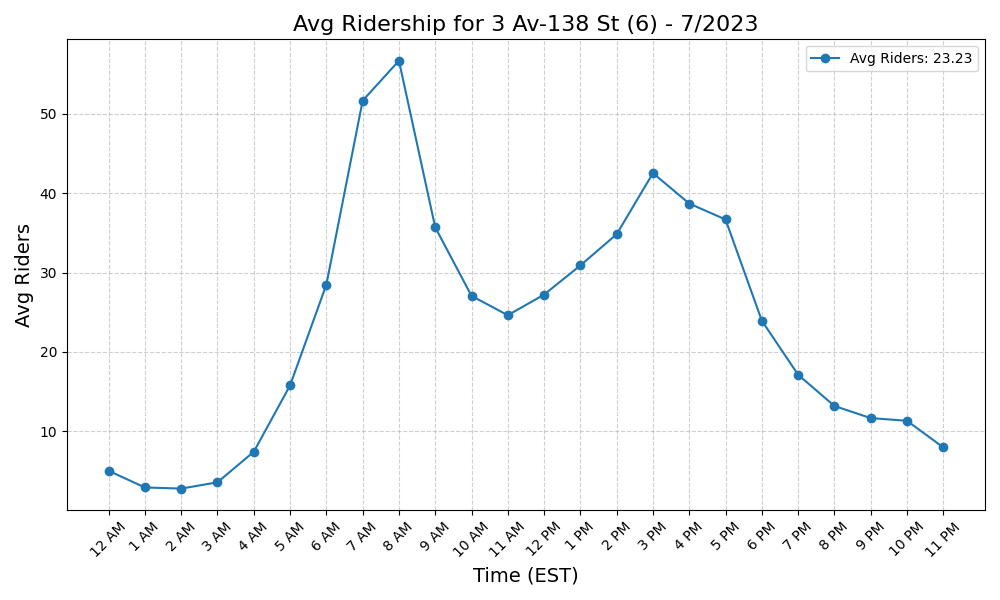 Avg Ridership for 3 Av-138 St (6) - 7/2023
Avg Riders: 23.23
Avg Riders
50
40
30
20
10
12 AM
1 AM
2 AM
3 AM
4 AM
5 AM
6 AM
7 AM
8 AM
9 AM
10 AM
11 AM
12 PM
1 PM
2 PM
3 PM
4 PM
5 PM
6 PM
7 PM
8 PM
9 PM
10 PM
11 PM
Time (EST)